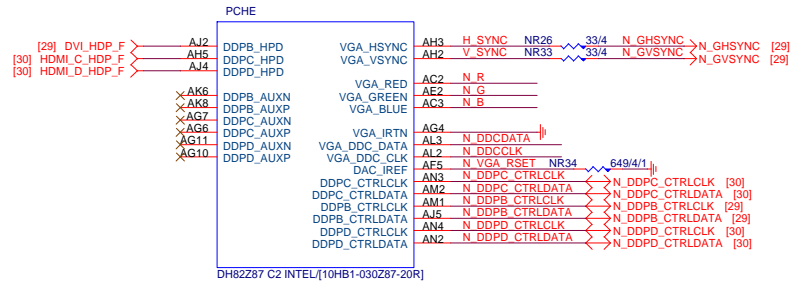 PCHE
[29] DVI_HDP_F AJ2 DDPB_HPD VGA_HSYNC AH3 H_SYNC NR26 33/4 N_GHSYNC N_GHSYNC [29]
[30] HDMI_C_HDP_F AH5 DDPC_HPD VGA_VSYNC AH2 V_SYNC NR33 33/4 N_GVSYNC N_GVSYNC [29]
[30] HDMI_D_HDP_F AJ4 DDPD_HPD
VGA_RED AC2 N_R
AK6 DDPB_AUXN VGA_GREEN AE2 N_G
AK8 DDPB_AUXP VGA_BLUE AC3 N_B
AG7 DDPC_AUXN
AG6 DDPC_AUXP VGA_IRTN AG4
AG11 DDPD_AUXN VGA_DDC_DATA AL3 N_DDCDATA
AG10 DDPD_AUXP VGA_DDC_CLK AL2 N_DDCCLK
DAC_IREF AF5 N_VGA_RSET NR34 649/4/1
DDPC_CTRLCLK AN3 N_DDPC_CTRLCLK N_DDPC_CTRLCLK [30]
DDPC_CTRLDATA AM2 N_DDPC_CTRLDATA N_DDPC_CTRLDATA [30]
DDPB_CTRLCLK AM1 N_DDPB_CTRLCLK N_DDPB_CTRLCLK [29]
DDPB_CTRLDATA AJ5 N_DDPB_CTRLDATA N_DDPB_CTRLDATA [29]
DDPD_CTRLCLK AN4 N_DDPD_CTRLCLK N_DDPD_CTRLCLK [30]
DDPD_CTRLDATA AN2 N_DDPD_CTRLDATA N_DDPD_CTRLDATA [30]
DH82Z87 C2 INTEL/[10HB1-030Z87-20R]